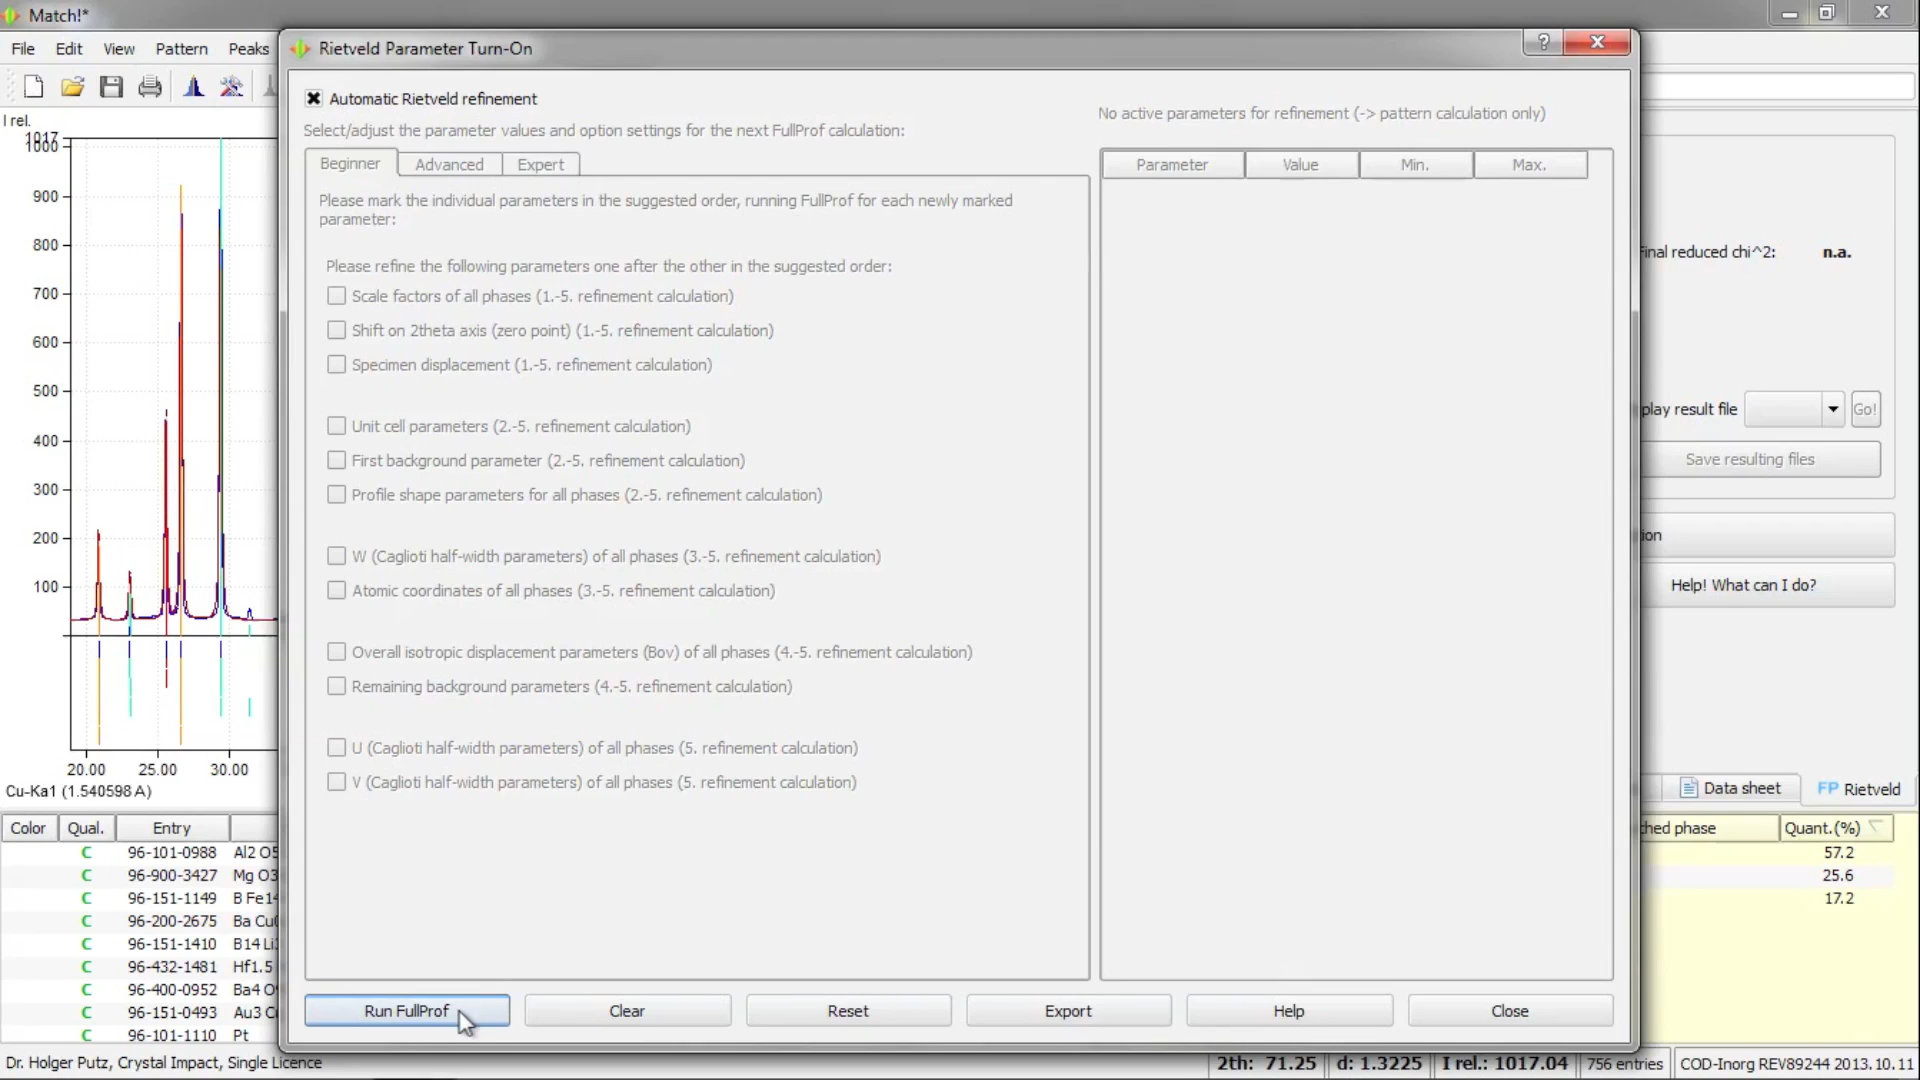 Match!*
File Edit View Pattern Peaks
Rietveld Parameter Turn-On
?
Automatic Rietveld refinement
Select/adjust the parameter values and option settings for the next FullProf calculation:
No active parameters for refinement (-> pattern calculation only)
Beginner Advanced Expert
Parameter Value Min. Max.
Please mark the individual parameters in the suggested order, running FullProf for each newly marked
parameter:
Please refine the following parameters one after the other in the suggested order:
Scale factors of all phases (1.-5. refinement calculation)
Shift on 2theta axis (zero point) (1.-5. refinement calculation)
Specimen displacement (1.-5. refinement calculation)
Unit cell parameters (2.-5. refinement calculation)
First background parameter (2.-5. refinement calculation)
Profile shape parameters for all phases (2.-5. refinement calculation)
W (Caglioti half-width parameters) of all phases (3.-5. refinement calculation)
Atomic coordinates of all phases (3.-5. refinement calculation)
Overall isotropic displacement parameters (Bov) of all phases (4.-5. refinement calculation)
Remaining background parameters (4.-5. refinement calculation)
U (Caglioti half-width parameters) of all phases (5. refinement calculation)
V (Caglioti half-width parameters) of all phases (5. refinement calculation)
Run FullProf Clear Reset Export Help Close
I rel.
1017
1000
900
800
700
600
500
400
300
200
100
20.00 25.00 30.00
Cu-Ka1 (1.540598 A)
inal reduced chi^2: n.a.
play result file Go!
Save resulting files
ion
Help! What can I do?
Data sheet FP Rietveld
Color Qual. Entry
C 96-101-0988 Al2 O5
C 96-900-3427 Mg O3
C 96-151-1149 B Fe14
C 96-200-2675 Ba Cu
C 96-151-1410 B14 Li
C 96-432-1481 Hf1.5
C 96-400-0952 Ba4 O
C 96-151-0493 Au3 C
C 96-101-1110 Pt
ched phase Quant.(%)
57.2
25.6
17.2
Dr. Holger Putz, Crystal Impact, Single Licence
2th: 71.25 d: 1.3225 I rel.: 1017.04 756 entries COD-Inorg REV89244 2013.10.11